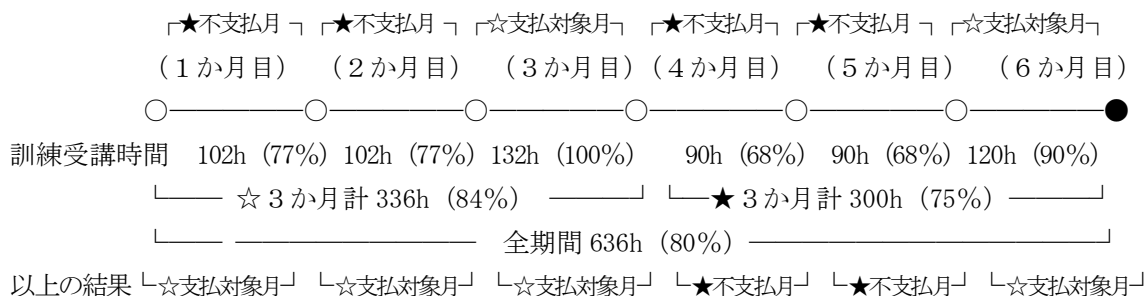 ┌★不支払月 ┐ ┌★不支払月 ┐ ┌☆支払対象月┐ ┌★不支払月┐ ┌★不支払月┐ ┌☆支払対象月┐
(1か月目) (2か月目) (3か月目) (4か月目) (5か月目) (6か月目)
○――――――○――――――○――――――○――――――○――――――○――――――●
訓練受講時間 102h (77%) 102h (77%) 132h (100%) 90h (68%) 90h (68%) 120h (90%)
└―― ☆3か月計 336h (84%) ――――┘ └―★3か月計 300h (75%) ――――┘
└―― ――――――――――― 全期間 636h (80%) ――――――――――――――――┘
以上の結果 └☆支払対象月┘ └☆支払対象月┘ └☆支払対象月┘ └★不支払月┘ └★不支払月┘ └☆支払対象月┘